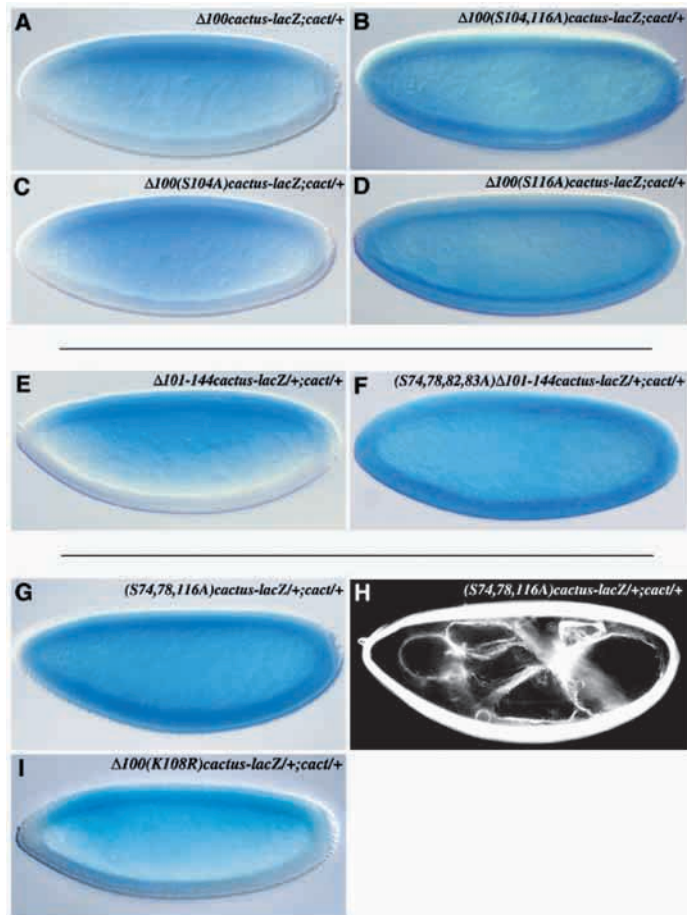 A
Δ100cactus-lacZ;cact/+
B
Δ100(S104,116A)cactus-lacZ;cact/+
C
Δ100(S104A)cactus-lacZ;cact/+
D
Δ100(S116A)cactus-lacZ;cact/+
E
Δ101-144cactus-lacZ/+;cact/+
F
(S74,78,82,83A)Δ101-144cactus-lacZ/+;cact/+
G
(S74,78,116A)cactus-lacZ/+;cact/+
H
(S74,78,116A)cactus-lacZ/+;cact/+
I
Δ100(K108R)cactus-lacZ/+;cact/+